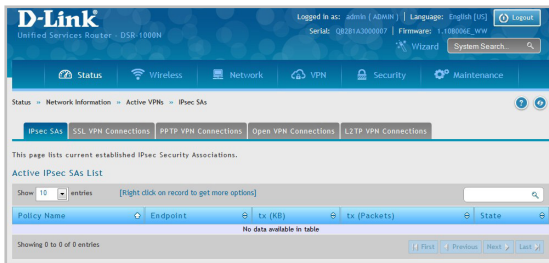 D-Link
Logged in as: admin ( ADMIN ) | Language: English [US] Logout
Unified Services Router - DSR-1000N
Serial: QB2B1A3000007 | Firmware: 1.10B006E_WW
Wizard System Search...
Status Wireless Network VPN Security Maintenance
Status » Network Information » Active VPNs » IPsec SAs
IPsec SAs SSL VPN Connections PPTP VPN Connections Open VPN Connections L2TP VPN Connections
This page lists current established IPsec Security Associations.
Active IPsec SAs List
Show 10 entries [Right click on record to get more options]
Policy Name Endpoint tx (KB) tx (Packets) State
No data available in table
Showing 0 to 0 of 0 entries First Previous Next Last